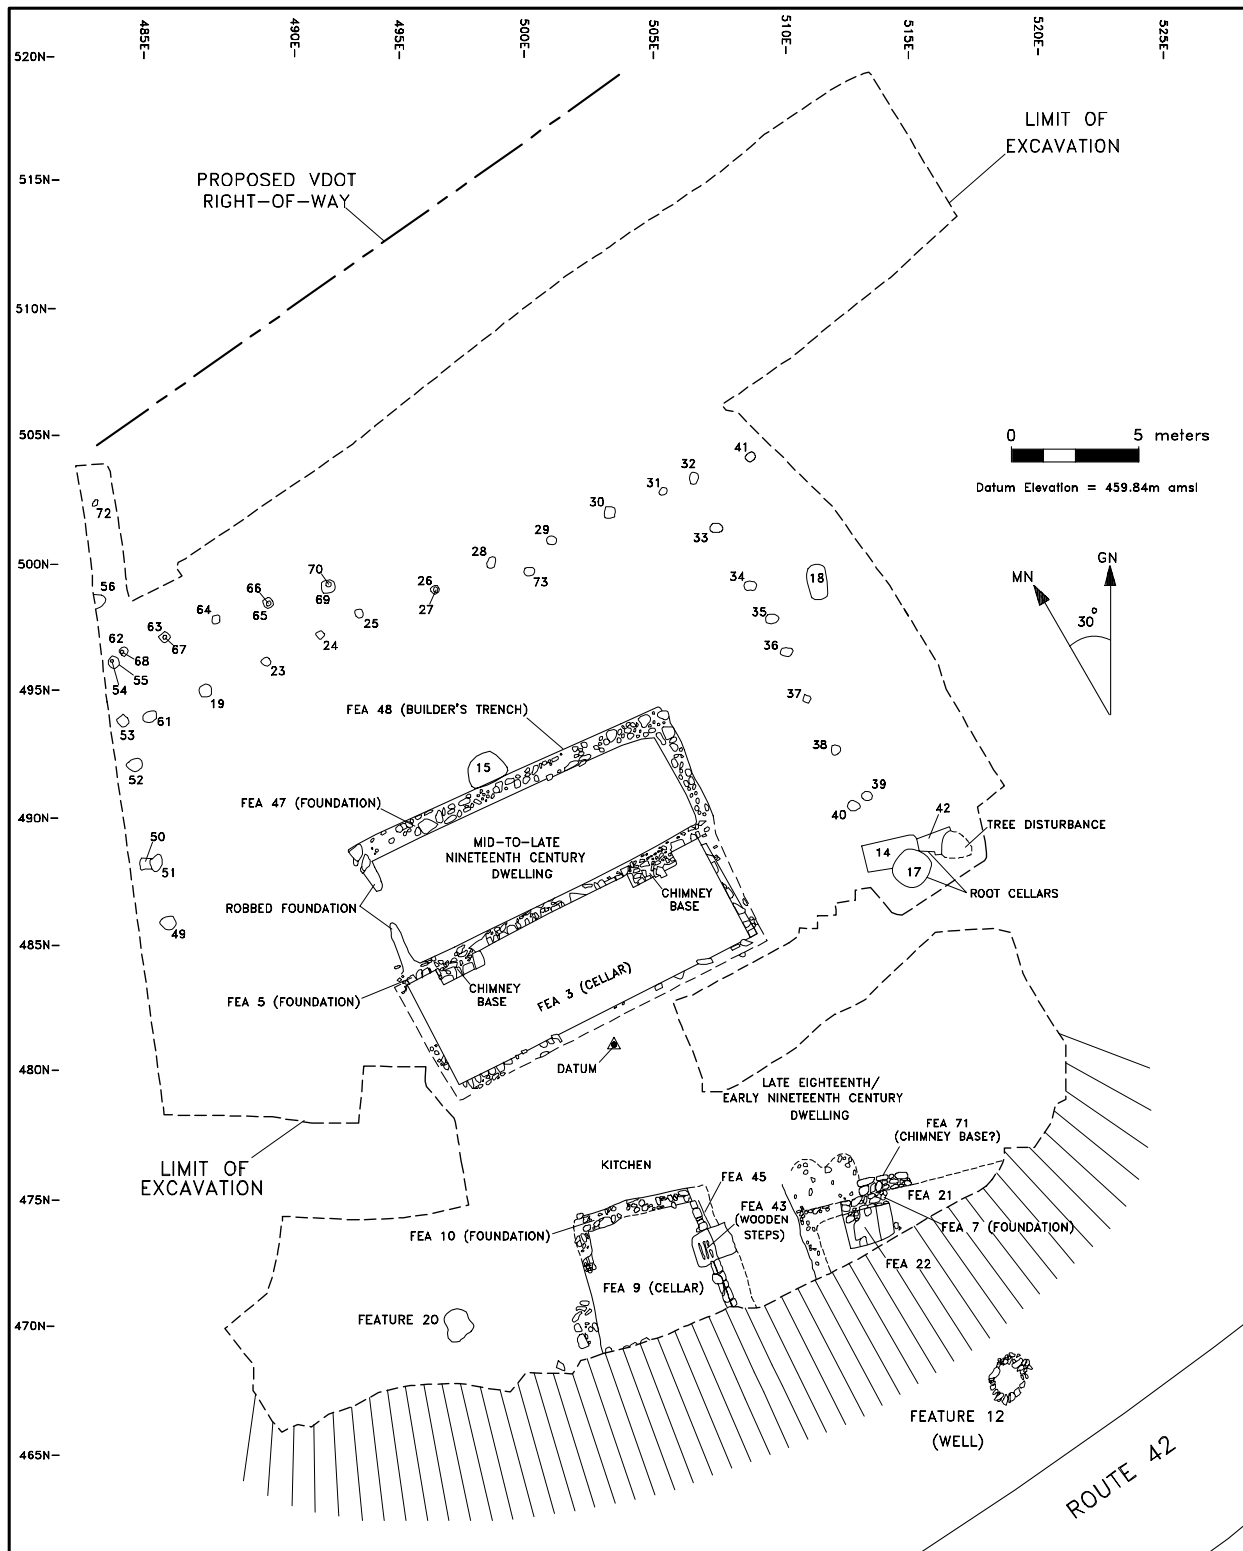 485E-
490E-
495E-
500E-
505E-
510E-
515E-
520E-
525E-
520N-
515N-
510N-
505N-
500N-
495N-
490N-
485N-
480N-
475N-
470N-
465N-
LIMIT OF
EXCAVATION
PROPOSED VDOT
RIGHT-OF-WAY
0 5 meters
Datum Elevation = 459.84m amsl
GN
MN
30°
41
32
31
30
29
28
73
33
34
18
35
36
37
38
39
40
42
14
17
TREE DISTURBANCE
ROOT CELLARS
72
56
70
69
66
65
64
63
67
62
68
55
54
26
27
25
24
23
19
61
53
52
50
51
49
FEA 48 (BUILDER'S TRENCH)
15
FEA 47 (FOUNDATION)
MID-TO-LATE
NINETEENTH CENTURY
DWELLING
CHIMNEY
BASE
ROBBED FOUNDATION
FEA 5 (FOUNDATION)
CHIMNEY
BASE
FEA 3 (CELLAR)
DATUM
LATE EIGHTEENTH/
EARLY NINETEENTH CENTURY
DWELLING
FEA 71
(CHIMNEY BASE?)
LIMIT OF
EXCAVATION
KITCHEN
FEA 45
FEA 43
(WOODEN
STEPS)
FEA 21
FEA 7 (FOUNDATION)
FEA 10 (FOUNDATION)
FEA 22
FEA 9 (CELLAR)
FEATURE 20
FEATURE 12
(WELL)
ROUTE 42